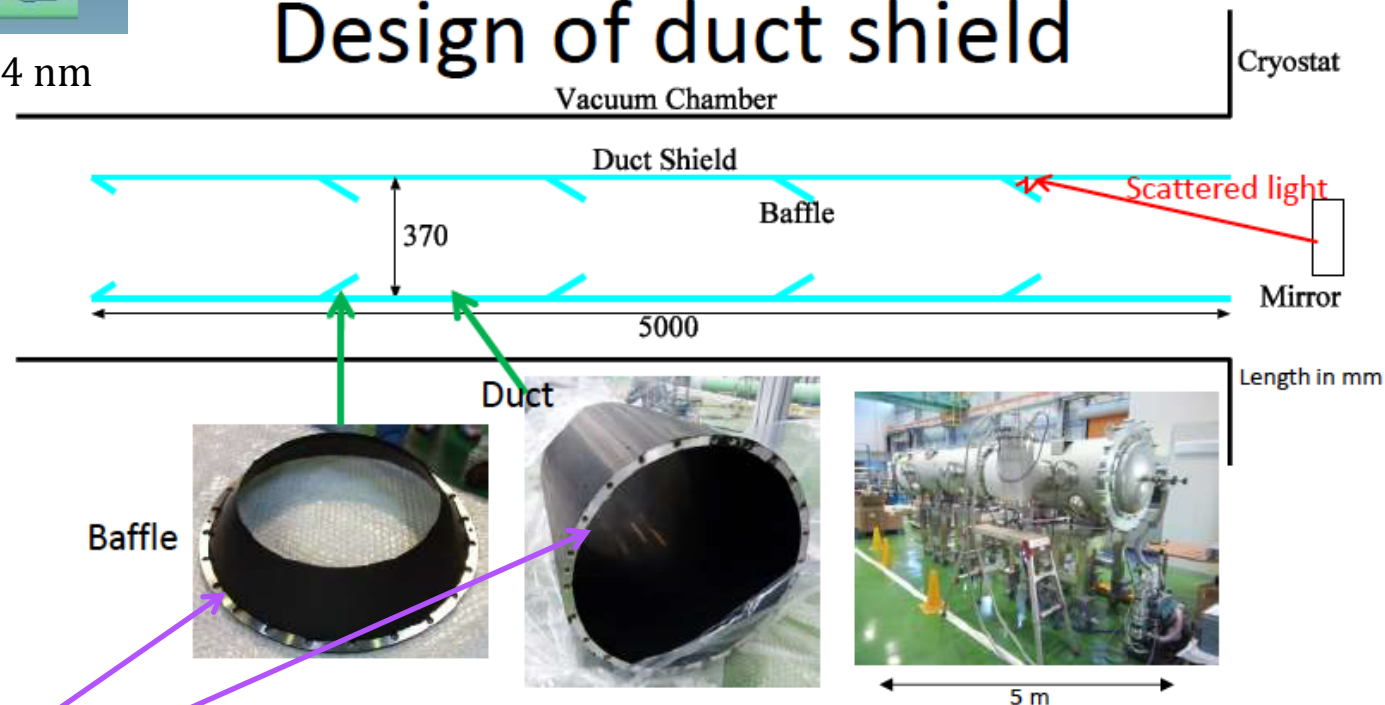 Design of duct shield
4 nm
Cryostat
Vacuum Chamber
Duct Shield
Scattered light
Baffle
370
Mirror
5000
Length in mm
Duct
Baffle
5 m